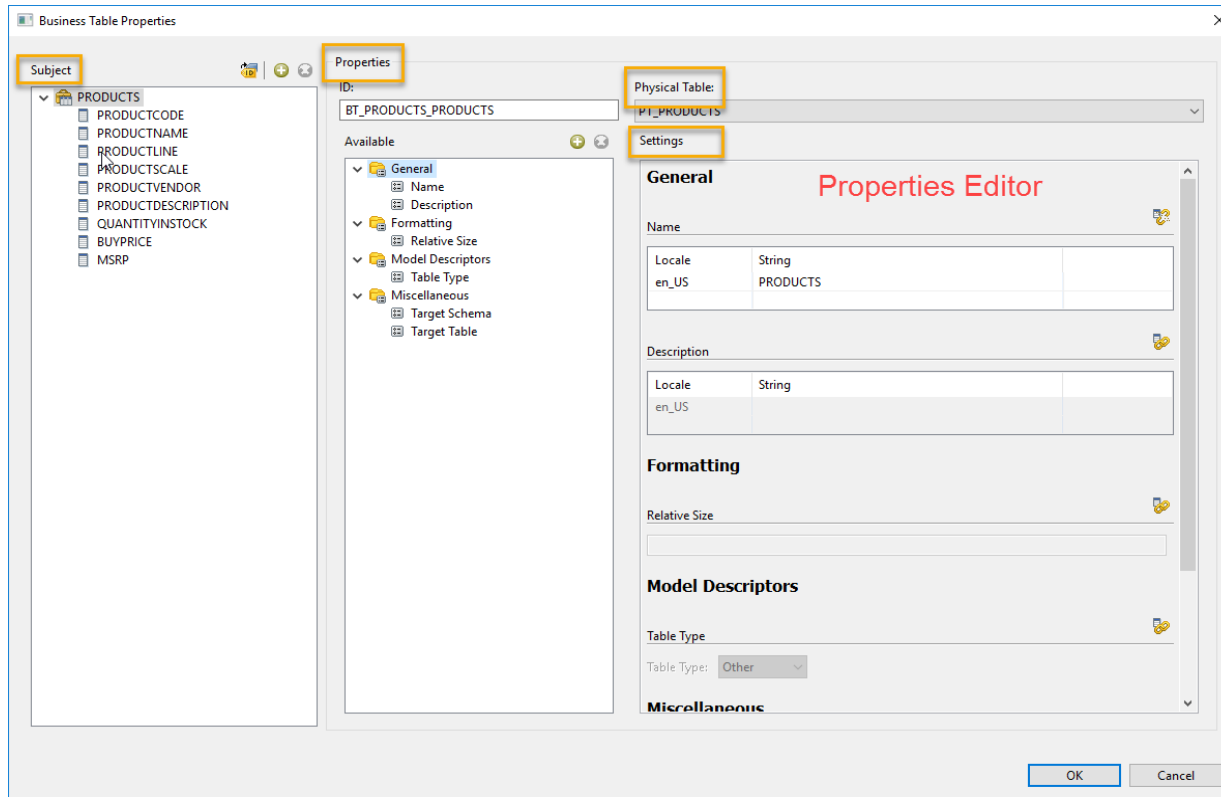 Business Table Properties
Subject
PRODUCTS
PRODUCTCODE
PRODUCTNAME
PRODUCTLINE
PRODUCTSCALE
PRODUCTVENDOR
PRODUCTDESCRIPTION
QUANTITYINSTOCK
BUYPRICE
MSRP
Properties
ID:
BT_PRODUCTS_PRODUCTS
Available
General
Name
Description
Formatting
Relative Size
Model Descriptors
Table Type
Miscellaneous
Target Schema
Target Table
Physical Table:
PT_PRODUCTS
Settings
General
Properties Editor
Name
Locale String
en_US PRODUCTS
Description
Locale String
en_US
Formatting
Relative Size
Model Descriptors
Table Type
Table Type: Other
Miscellaneous
OK Cancel